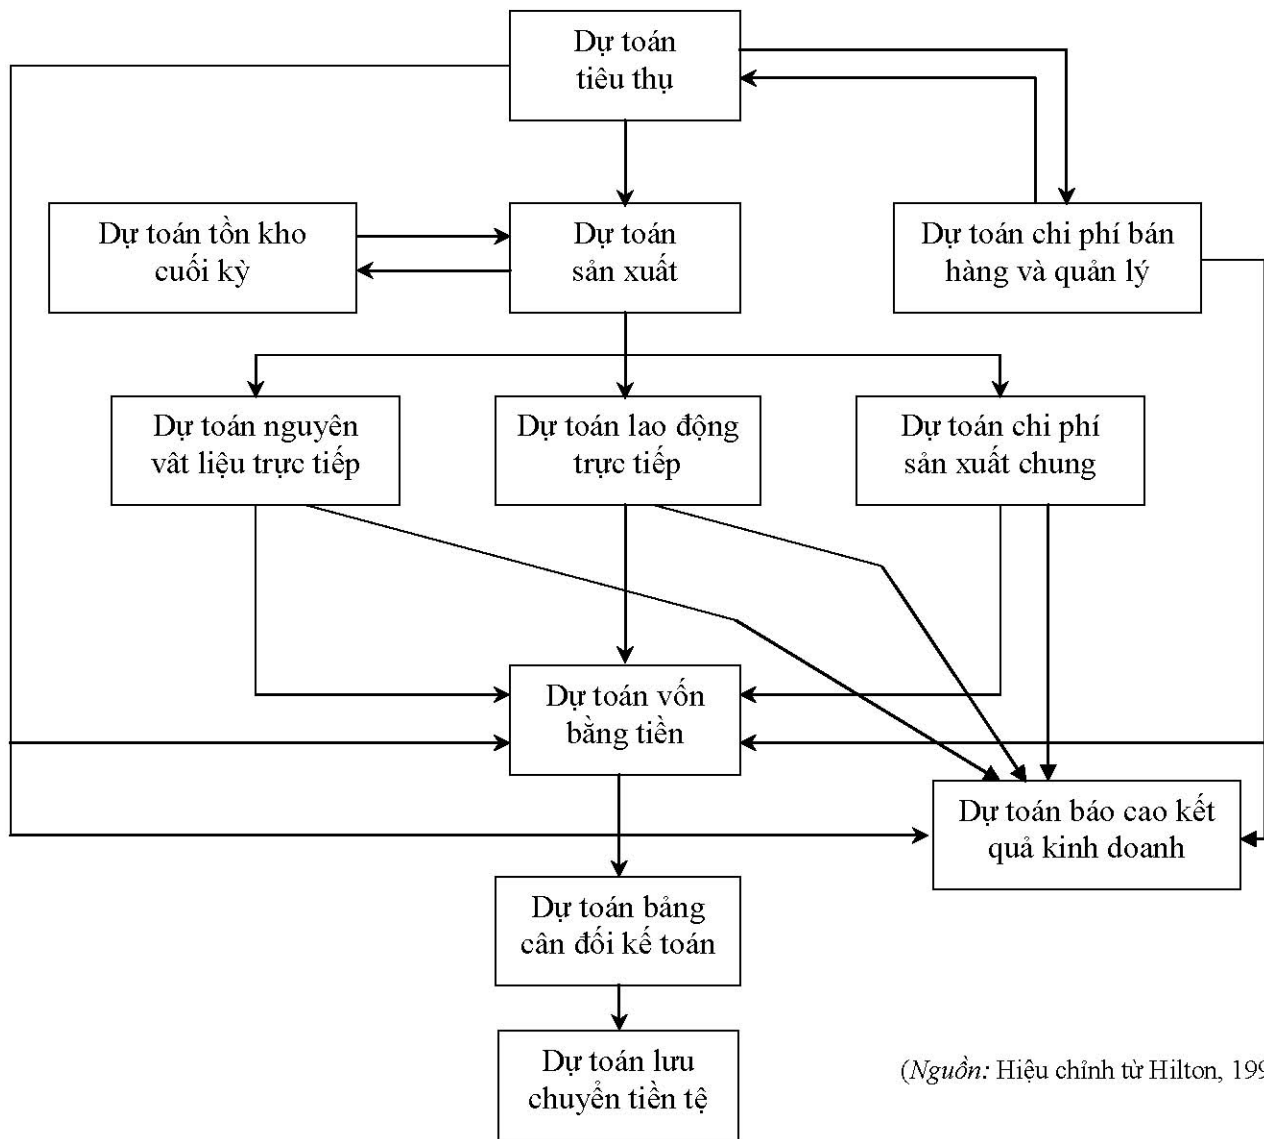 Dự toán
tiêu thụ
Dự toán tồn kho
cuối kỳ
Dự toán
sản xuất
Dự toán chi phí bán
hàng và quản lý
Dự toán nguyên
vât liệu trực tiếp
Dự toán lao động
trực tiếp
Dự toán chi phí
sản xuất chung
Dự toán vốn
bằng tiền
Dự toán báo cao kết
quả kinh doanh
Dự toán bảng
cân đối kế toán
Dự toán lưu
chuyển tiền tệ
(Nguồn: Hiệu chỉnh từ Hilton, 199